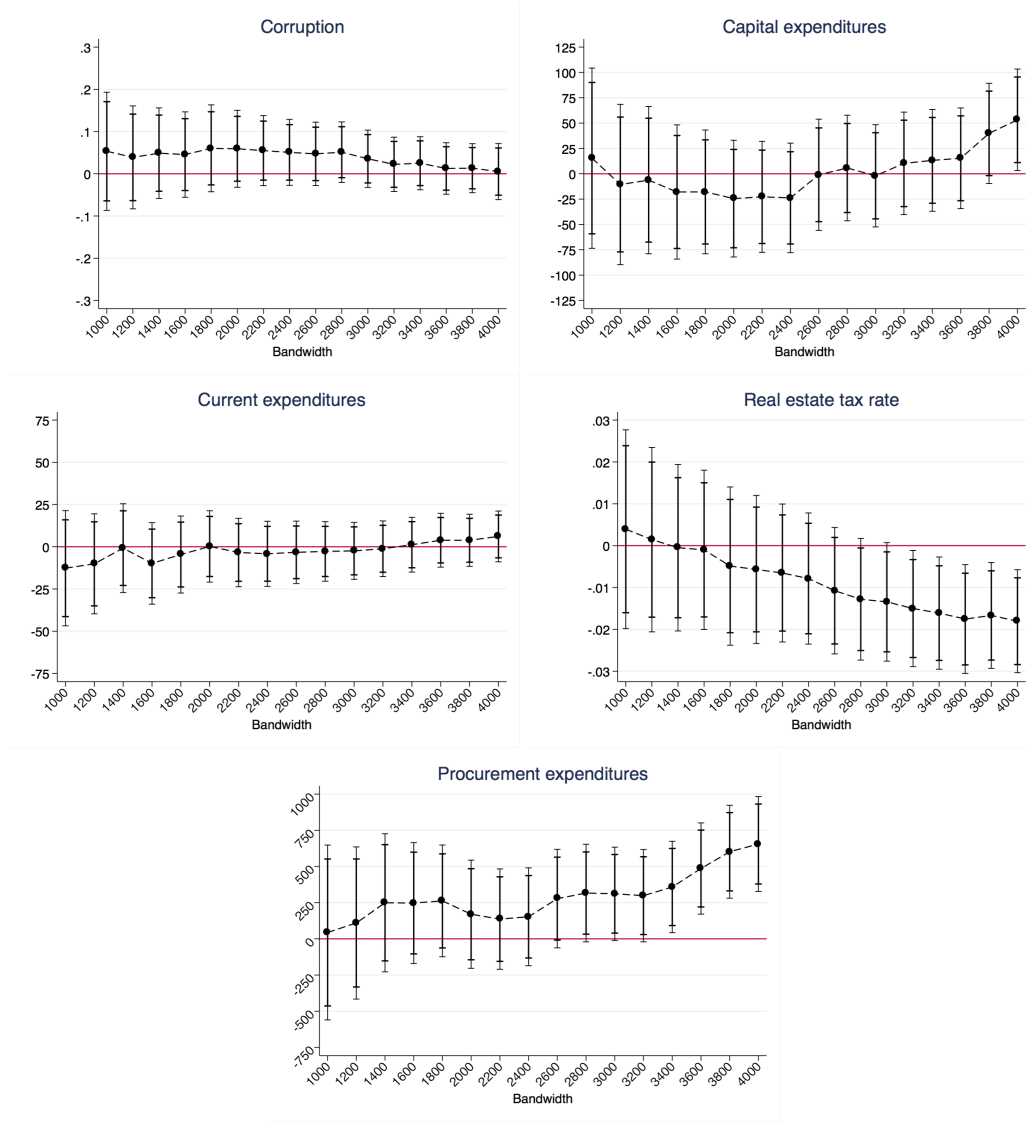 Corruption
.3
.2
.1
0
-.1
-.2
-.3
1000 1200 1400 1600 1800 2000 2200 2400 2600 2800 3000 3200 3400 3600 3800 4000
Bandwidth
Capital expenditures
125
100
75
50
25
0
-25
-50
-75
-100
-125
1000 1200 1400 1600 1800 2000 2200 2400 2600 2800 3000 3200 3400 3600 3800 4000
Bandwidth
Current expenditures
75
50
25
0
-25
-50
-75
1000 1200 1400 1600 1800 2000 2200 2400 2600 2800 3000 3200 3400 3600 3800 4000
Bandwidth
Real estate tax rate
.03
.02
.01
0
-.01
-.02
-.03
1000 1200 1400 1600 1800 2000 2200 2400 2600 2800 3000 3200 3400 3600 3800 4000
Bandwidth
Procurement expenditures
1000
750
500
250
0
-250
-500
-750
1000 1200 1400 1600 1800 2000 2200 2400 2600 2800 3000 3200 3400 3600 3800 4000
Bandwidth